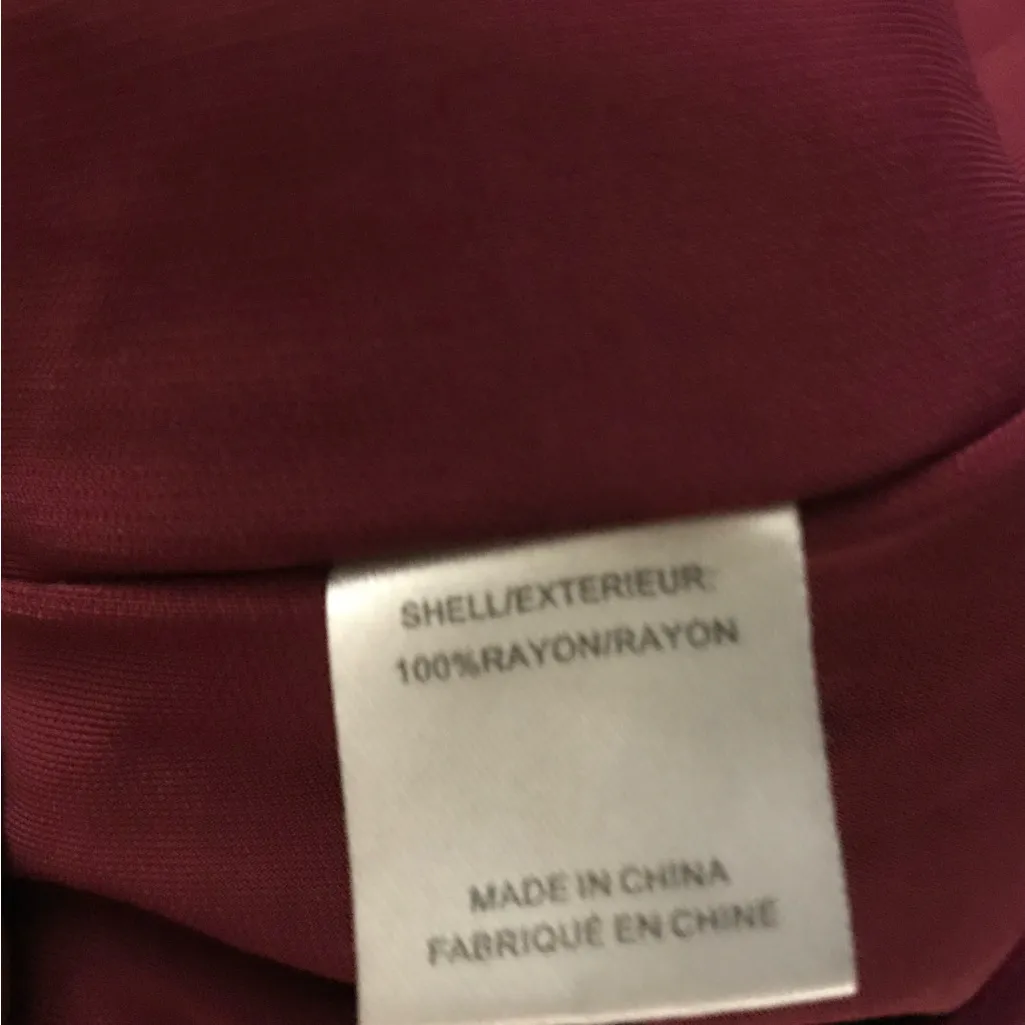 SHELL/EXTERIEUR:
100%RAYON/RAYON
MADE IN CHINA
FABRIQUÉ EN CHINE